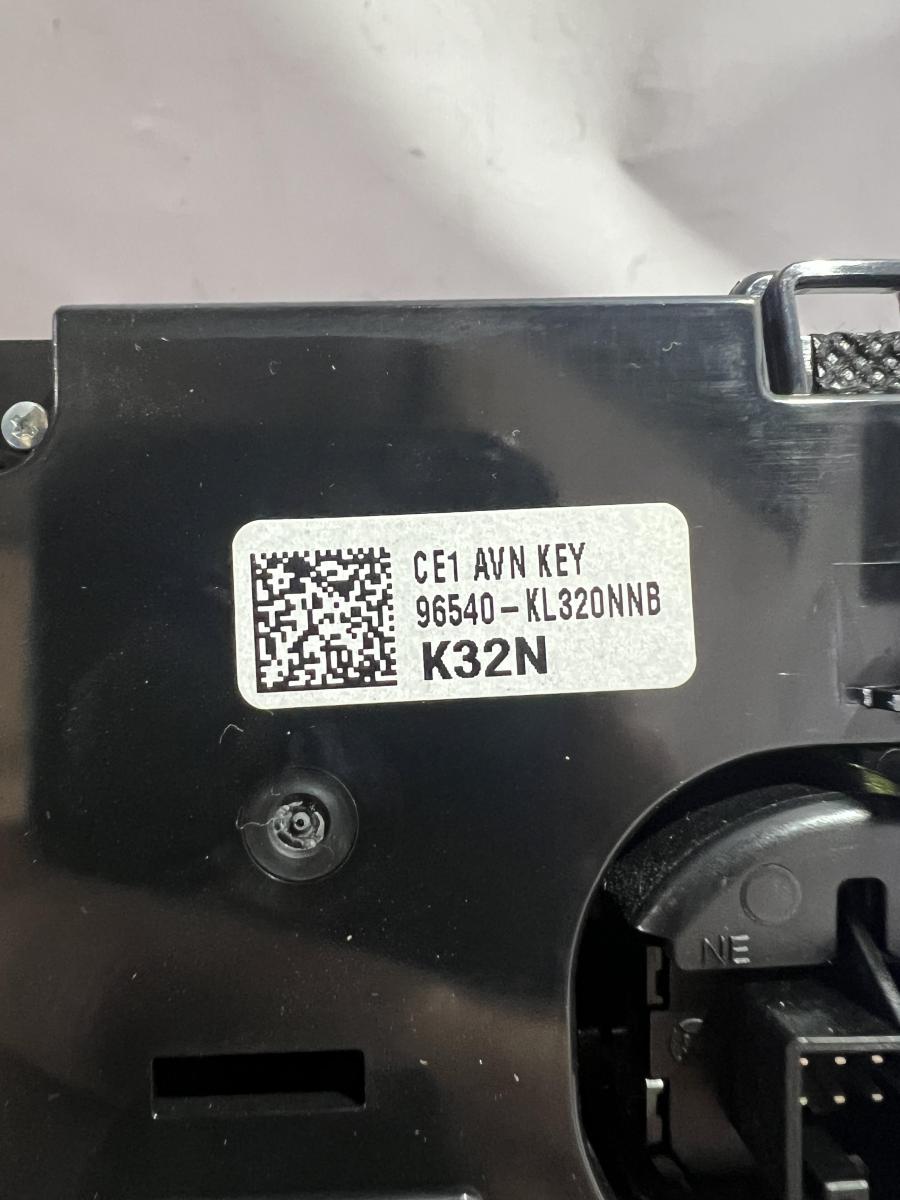 CE1 AVN KEY
96540-KL320NNB
K32N
NE